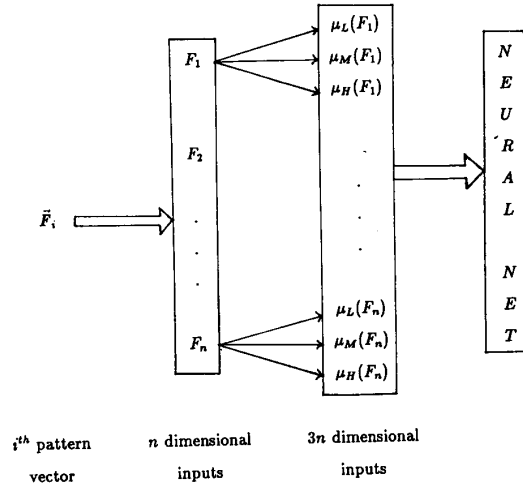 F₁
F₂
.
.
.
Fₙ
μ_L(F₁)
μ_M(F₁)
μ_H(F₁)
.
.
.
.
μ_L(Fₙ)
μ_M(Fₙ)
μ_H(Fₙ)
N
E
U
R
A
L
N
E
T
F⃗ᵢ
iᵗʰ pattern
vector
n dimensional
inputs
3n dimensional
inputs